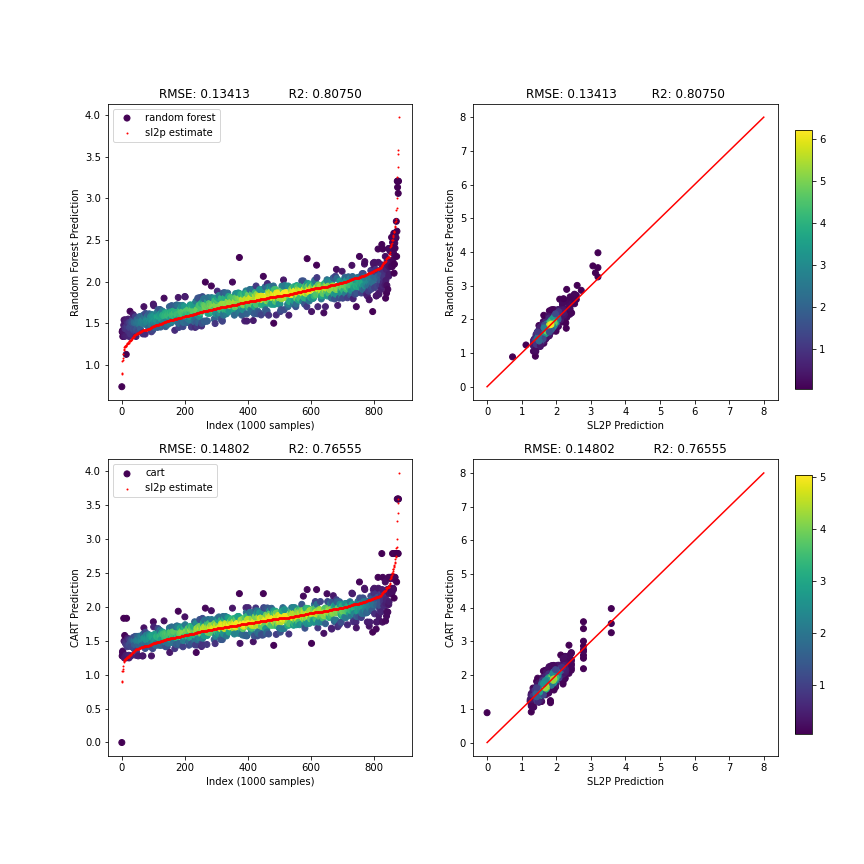 RMSE: 0.13413 R2: 0.80750
random forest
sl2p estimate
4.0
3.5
3.0
2.5
2.0
1.5
1.0
Random Forest Prediction
0 200 400 600 800
Index (1000 samples)
RMSE: 0.13413 R2: 0.80750
8
7
6
5
4
3
2
1
0
Random Forest Prediction
0 1 2 3 4 5 6 7 8
SL2P Prediction
6
5
4
3
2
1
RMSE: 0.14802 R2: 0.76555
cart
sl2p estimate
4.0
3.5
3.0
2.5
2.0
1.5
1.0
0.5
0.0
CART Prediction
0 200 400 600 800
Index (1000 samples)
RMSE: 0.14802 R2: 0.76555
8
7
6
5
4
3
2
1
0
CART Prediction
0 1 2 3 4 5 6 7 8
SL2P Prediction
5
4
3
2
1